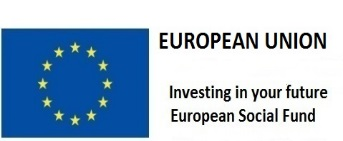 EUROPEAN UNION
Investing in your future
European Social Fund